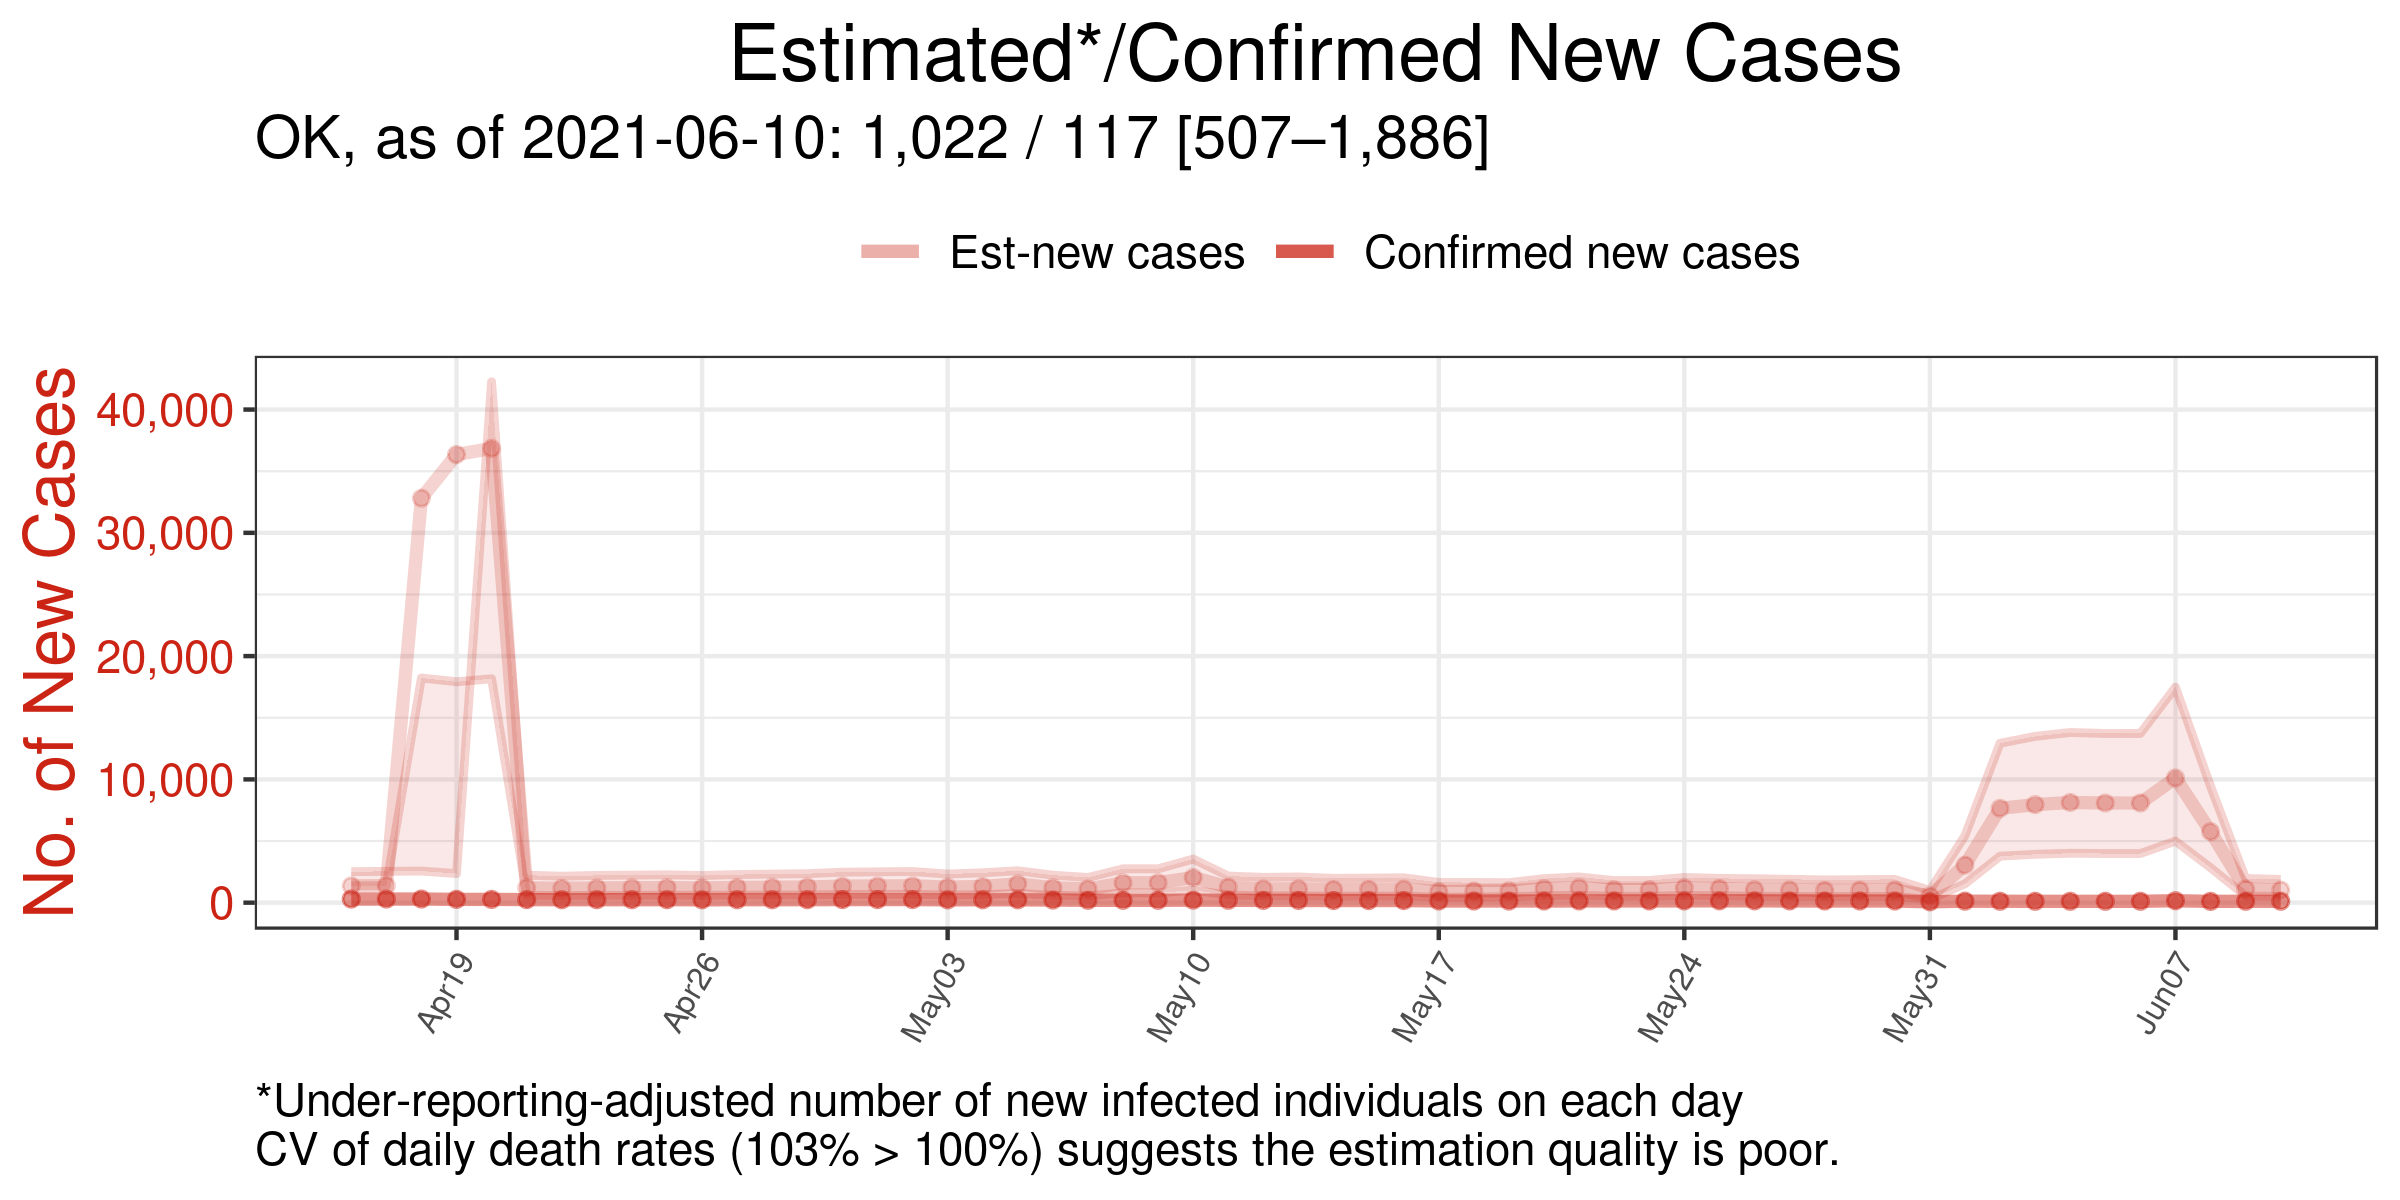 Estimated*/Confirmed New Cases
OK, as of 2021-06-10: 1,022 / 117 [507–1,886]
Est-new cases
Confirmed new cases
No. of New Cases
40,000
30,000
20,000
10,000
0
Apr19
Apr26
May03
May10
May17
May24
May31
Jun07
*Under-reporting-adjusted number of new infected individuals on each day
CV of daily death rates (103% > 100%) suggests the estimation quality is poor.